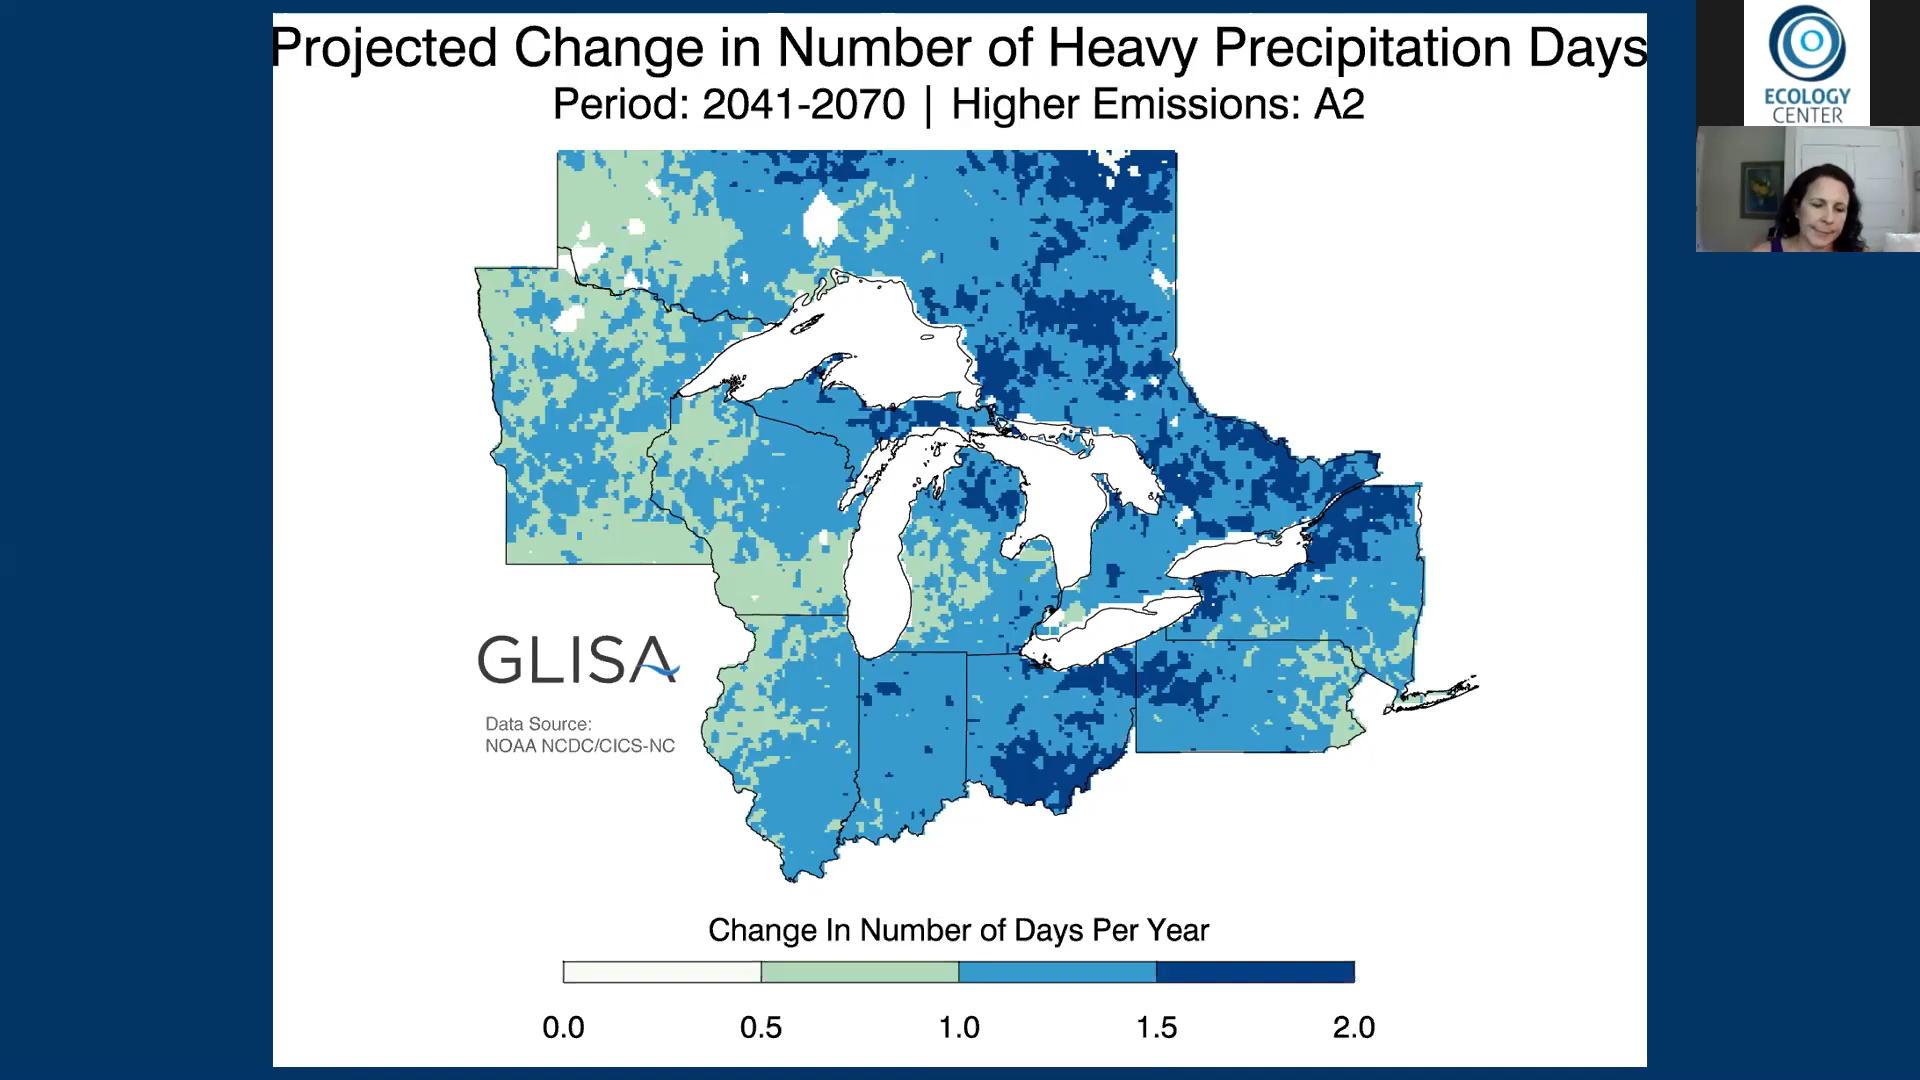 Projected Change in Number of Heavy Precipitation Days
Period: 2041-2070 | Higher Emissions: A2
ECOLOGY
CENTER
GLISA
Data Source:
NOAA NCDC/CICS-NC
Change In Number of Days Per Year
0.0 0.5 1.0 1.5 2.0